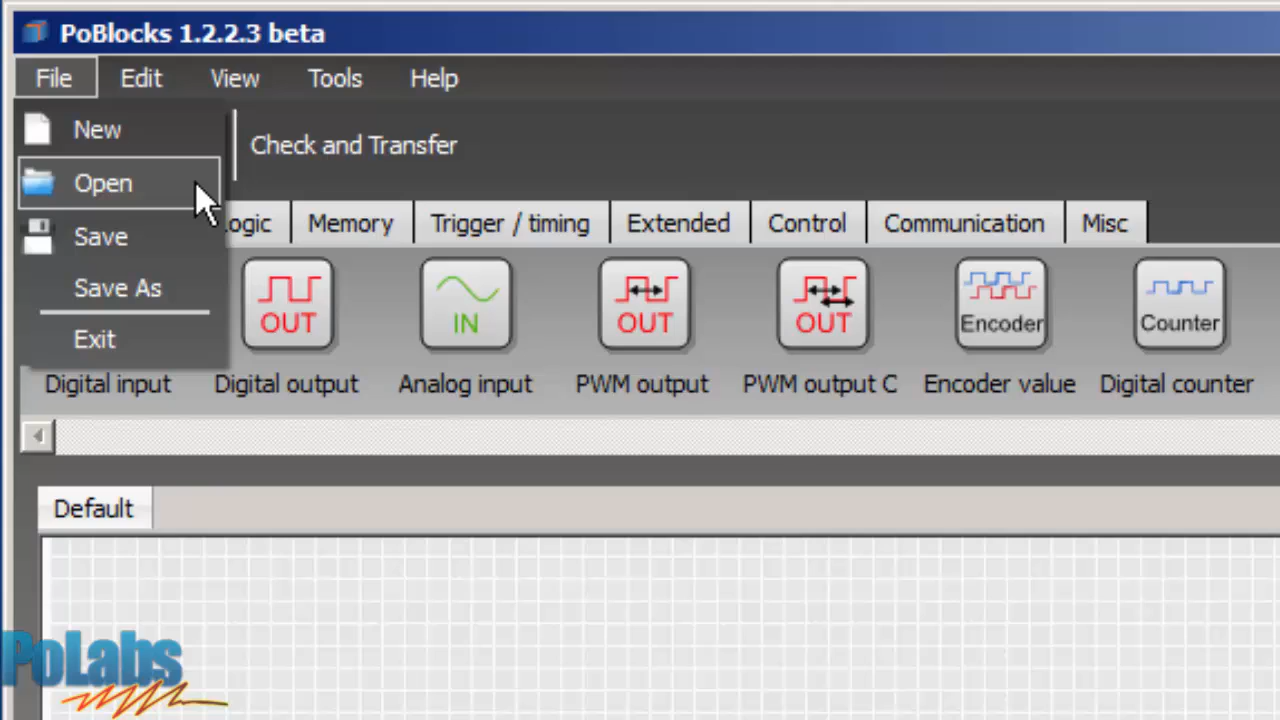 PoBlocks 1.2.2.3 beta
File Edit View Tools Help
New
Open
Save
Save As
Exit
Check and Transfer
Memory Trigger / timing Extended Control Communication Misc
OUT IN OUT OUT Encoder Counter
Digital input Digital output Analog input PWM output PWM output C Encoder value Digital counter
Default
PoLabs